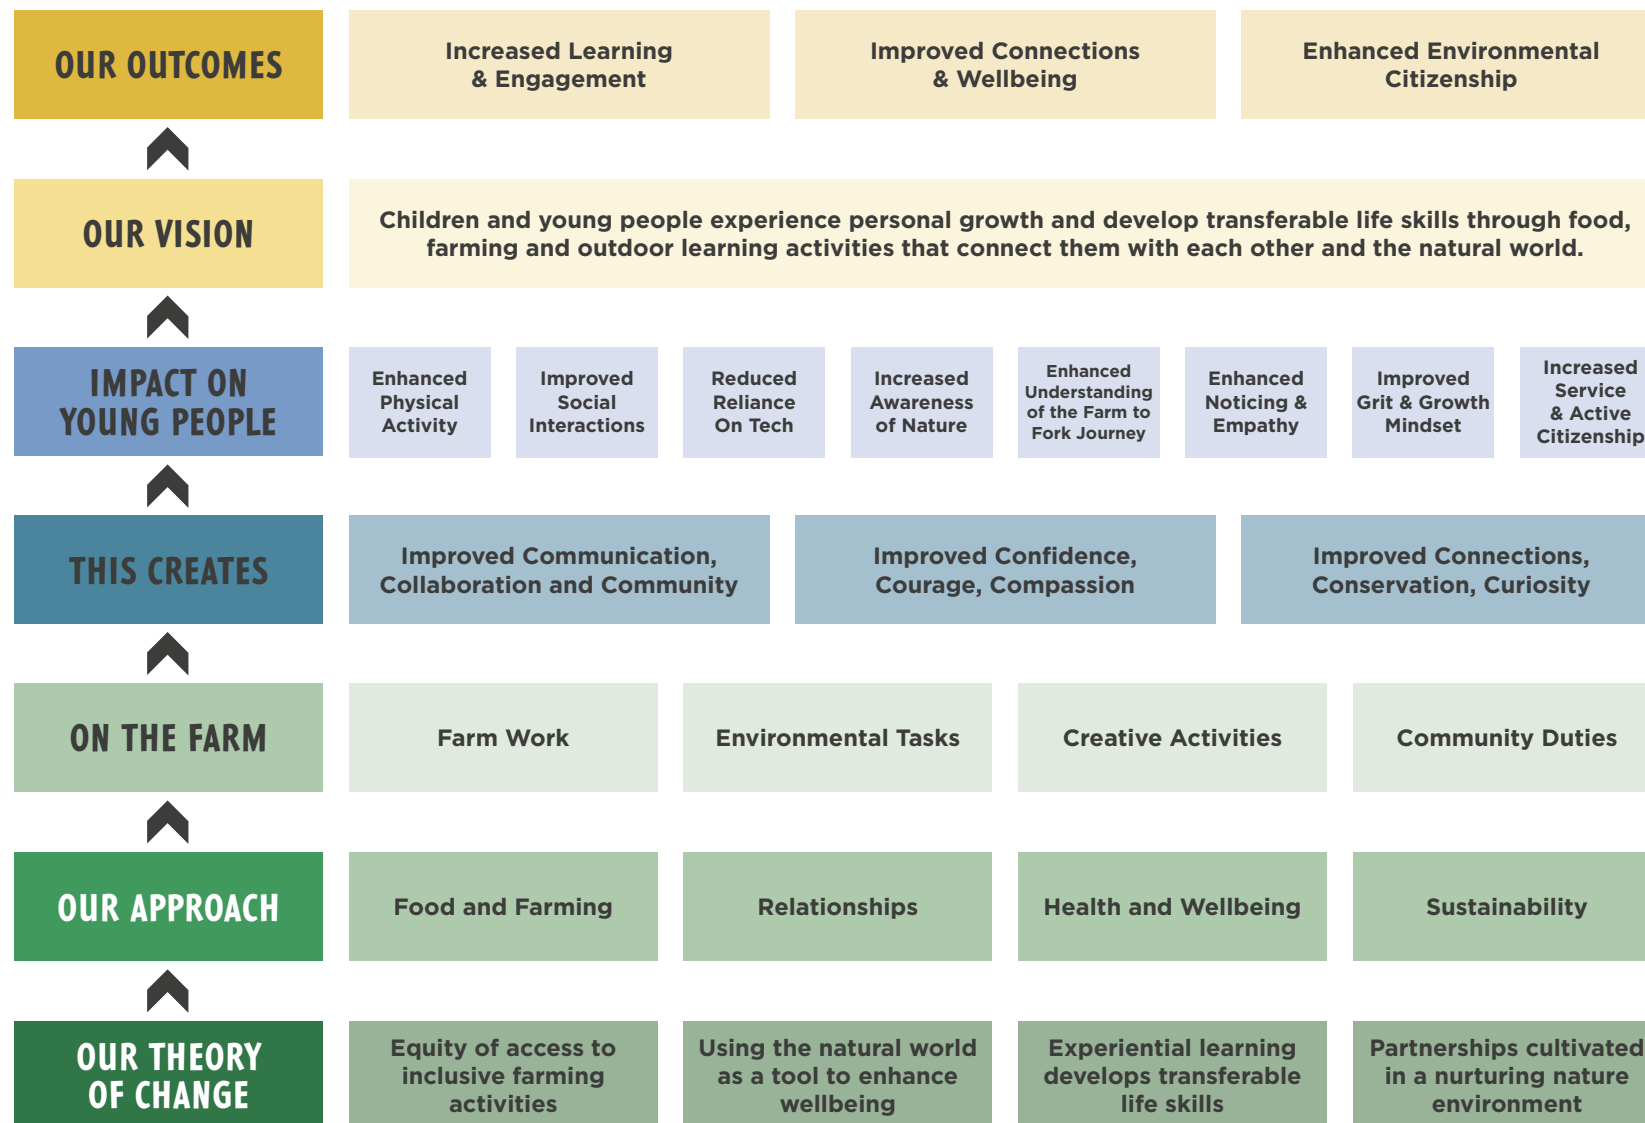 OUR OUTCOMES
Increased Learning
& Engagement
Improved Connections
& Wellbeing
Enhanced Environmental
Citizenship
OUR VISION
Children and young people experience personal growth and develop transferable life skills through food,
farming and outdoor learning activities that connect them with each other and the natural world.
IMPACT ON
YOUNG PEOPLE
Enhanced
Physical
Activity
Improved
Social
Interactions
Reduced
Reliance
On Tech
Increased
Awareness
of Nature
Enhanced
Understanding
of the Farm to
Fork Journey
Enhanced
Noticing &
Empathy
Improved
Grit & Growth
Mindset
Increased
Service
& Active
Citizenship
THIS CREATES
Improved Communication,
Collaboration and Community
Improved Confidence,
Courage, Compassion
Improved Connections,
Conservation, Curiosity
ON THE FARM
Farm Work
Environmental Tasks
Creative Activities
Community Duties
OUR APPROACH
Food and Farming
Relationships
Health and Wellbeing
Sustainability
OUR THEORY
OF CHANGE
Equity of access to
inclusive farming
activities
Using the natural world
as a tool to enhance
wellbeing
Experiential learning
develops transferable
life skills
Partnerships cultivated
in a nurturing nature
environment